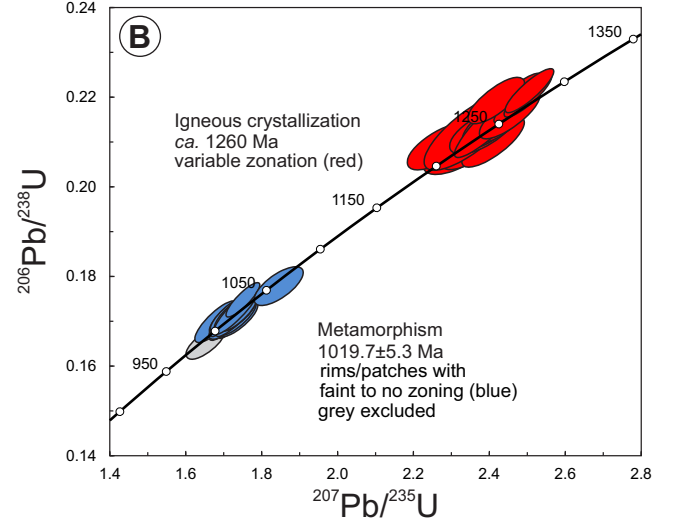 B
0.24
0.22
0.20
0.18
0.16
0.14
206Pb/238U
1350
1250
1150
1050
950
Igneous crystallization
ca. 1260 Ma
variable zonation (red)
Metamorphism
1019.7±5.3 Ma
rims/patches with
faint to no zoning (blue)
grey excluded
1.4 1.6 1.8 2.0 2.2 2.4 2.6 2.8
207Pb/235U